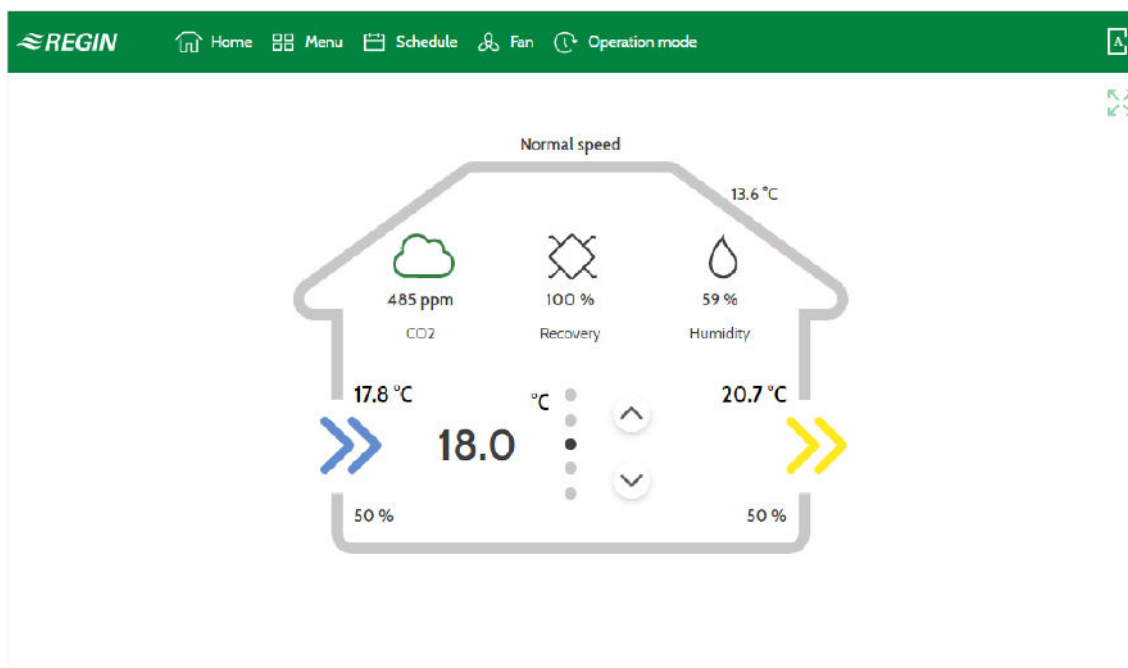 REGIN Home Menu Schedule Fan Operation mode A
Normal speed
13.6 °C
485 ppm 100 % 59 %
CO2 Recovery Humidity
17.8 °C °C 20.7 °C
18.0
50 % 50 %